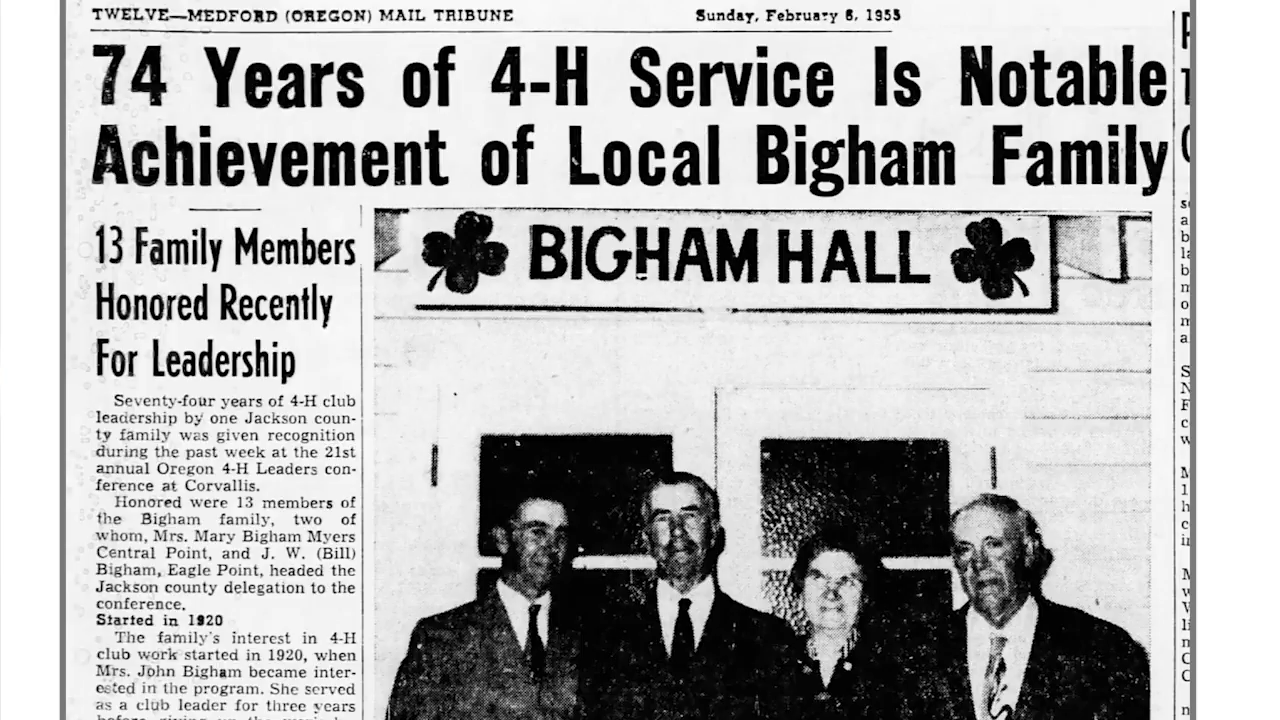 TWELVE—MEDFORD (OREGON) MAIL TRIBUNE Sunday, February 6, 1955
74 Years of 4-H Service Is Notable
Achievement of Local Bigham Family
13 Family Members
Honored Recently
For Leadership
BIGHAM HALL
Seventy-four years of 4-H club
leadership by one Jackson coun-
ty family was given recognition
during the past week at the 21st
annual Oregon 4-H Leaders con-
ference at Corvallis.
Honored were 13 members of
the Bigham family, two of
whom, Mrs. Mary Bigham Myers
Central Point, and J. W. (Bill)
Bigham, Eagle Point, headed the
Jackson county delegation to the
conference.
Started in 1920
The family's interest in 4-H
club work started in 1920, when
Mrs. John Bigham became inter-
ested in the program. She served
as a club leader for three years